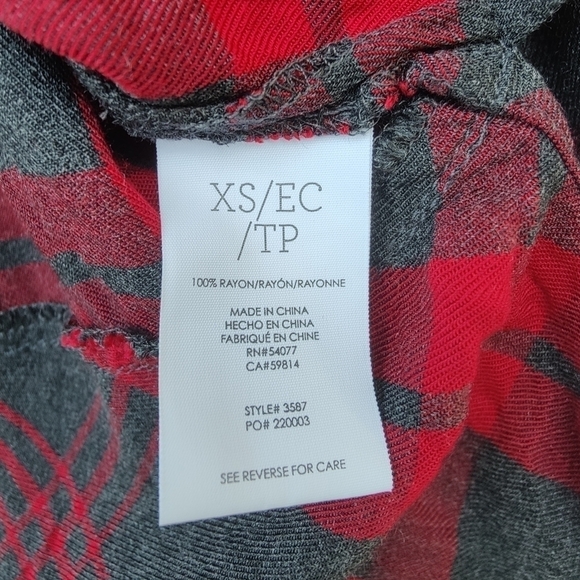 XS/EC
/TP
100% RAYON/RAYÓN/RAYONNE
MADE IN CHINA
HECHO EN CHINA
FABRIQUÉ EN CHINE
RN#54077
CA#59814
STYLE# 3587
PO# 220003
SEE REVERSE FOR CARE